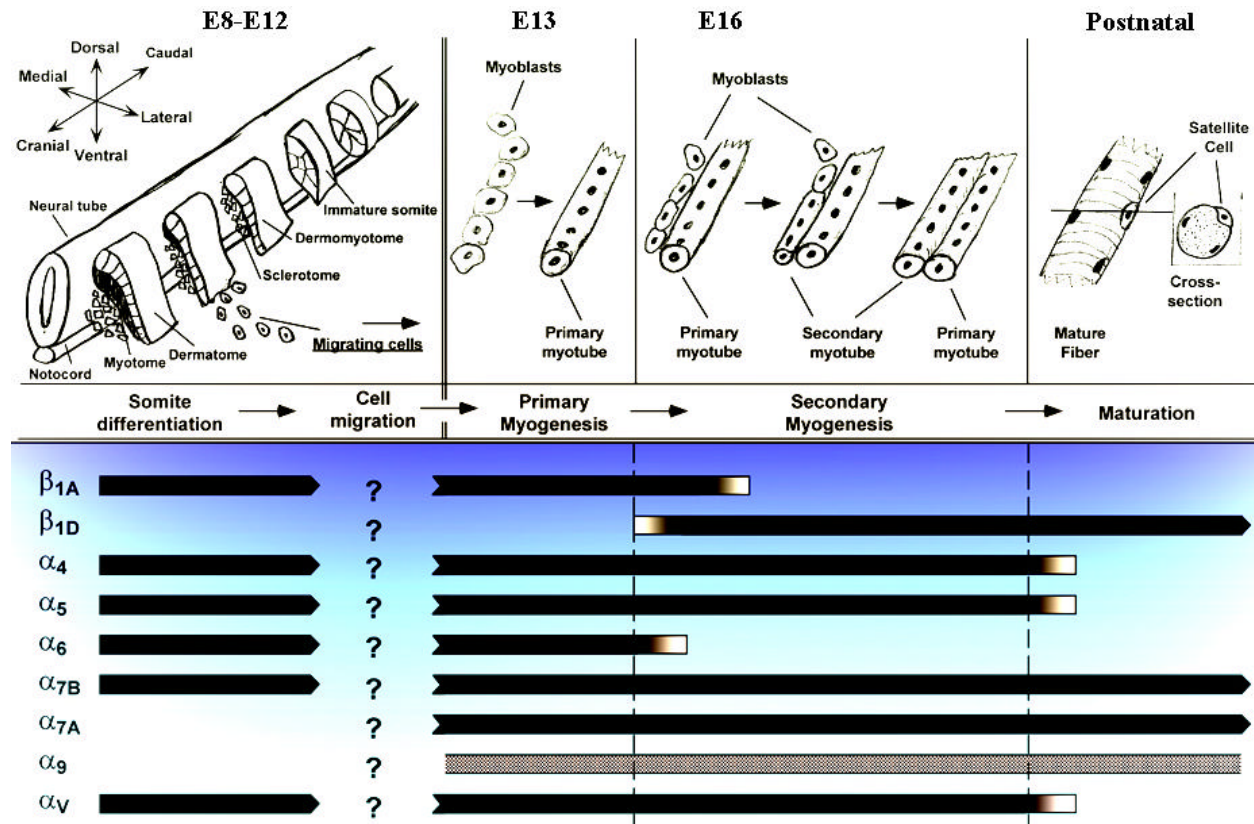 E8-E12
E13
E16
Postnatal
Dorsal
Caudal
Medial
Lateral
Cranial
Ventral
Neural tube
Immature somite
Dermomyotome
Sclerotome
Migrating cells
Dermatome
Myotome
Notocord
Myoblasts
Primary
myotube
Myoblasts
Primary
myotube
Secondary
myotube
Primary
myotube
Satellite
Cell
Cross-
section
Mature
Fiber
Somite
differentiation
Cell
migration
Primary
Myogenesis
Secondary
Myogenesis
Maturation
β1A ?
β1D ?
α4 ?
α5 ?
α6 ?
α7B ?
α7A ?
α9 ?
αV ?